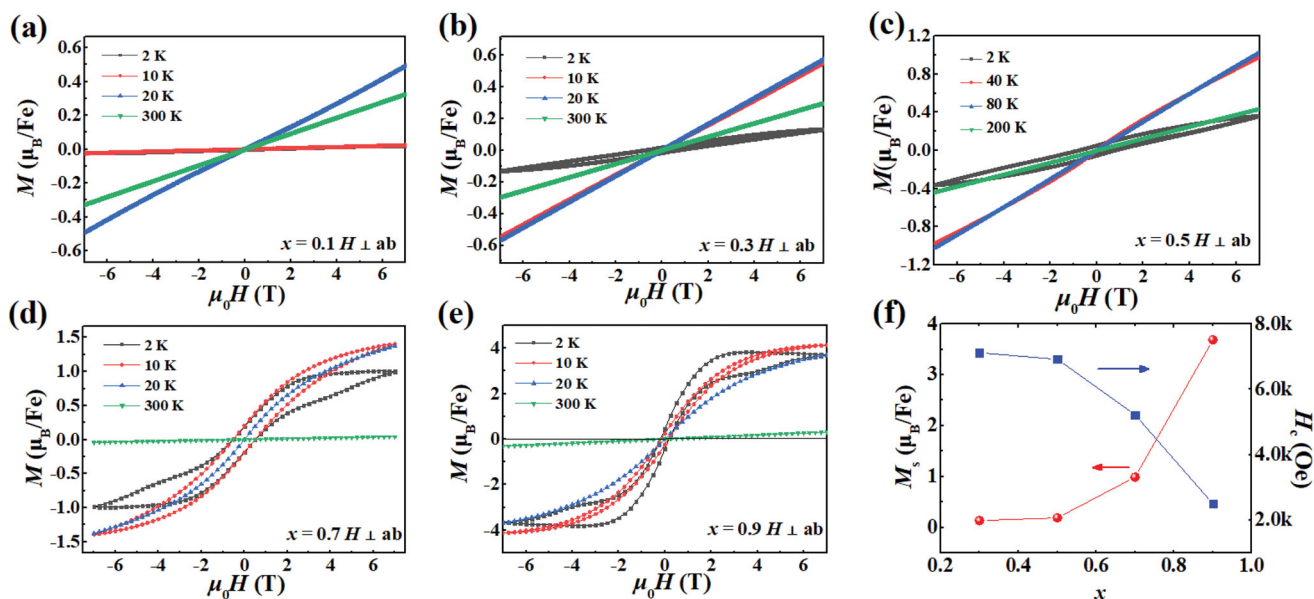 (a)
0.6
0.4
0.2
0.0
-0.2
-0.4
-0.6
M (μB/Fe)
2 K
10 K
20 K
300 K
x = 0.1 H ⊥ ab
-6 -4 -2 0 2 4 6
μ0H (T)
(b)
0.6
0.4
0.2
0.0
-0.2
-0.4
-0.6
M (μB/Fe)
2 K
10 K
20 K
300 K
x = 0.3 H ⊥ ab
-6 -4 -2 0 2 4 6
μ0H (T)
(c)
1.2
0.8
0.4
0.0
-0.4
-0.8
-1.2
M(μB/Fe)
2 K
40 K
80 K
200 K
x = 0.5 H ⊥ ab
-6 -4 -2 0 2 4 6
μ0H (T)
(d)
1.5
1.0
0.5
0.0
-0.5
-1.0
-1.5
M (μB/Fe)
2 K
10 K
20 K
300 K
x = 0.7 H ⊥ ab
-6 -4 -2 0 2 4 6
μ0H (T)
(e)
4
2
0
-2
-4
M (μB/Fe)
2 K
10 K
20 K
300 K
x = 0.9 H ⊥ ab
-6 -4 -2 0 2 4 6
μ0H (T)
(f)
4
3
2
1
0
Ms (μB/Fe)
8.0k
6.0k
4.0k
2.0k
Hc (Oe)
0.2 0.4 0.6 0.8 1.0
x